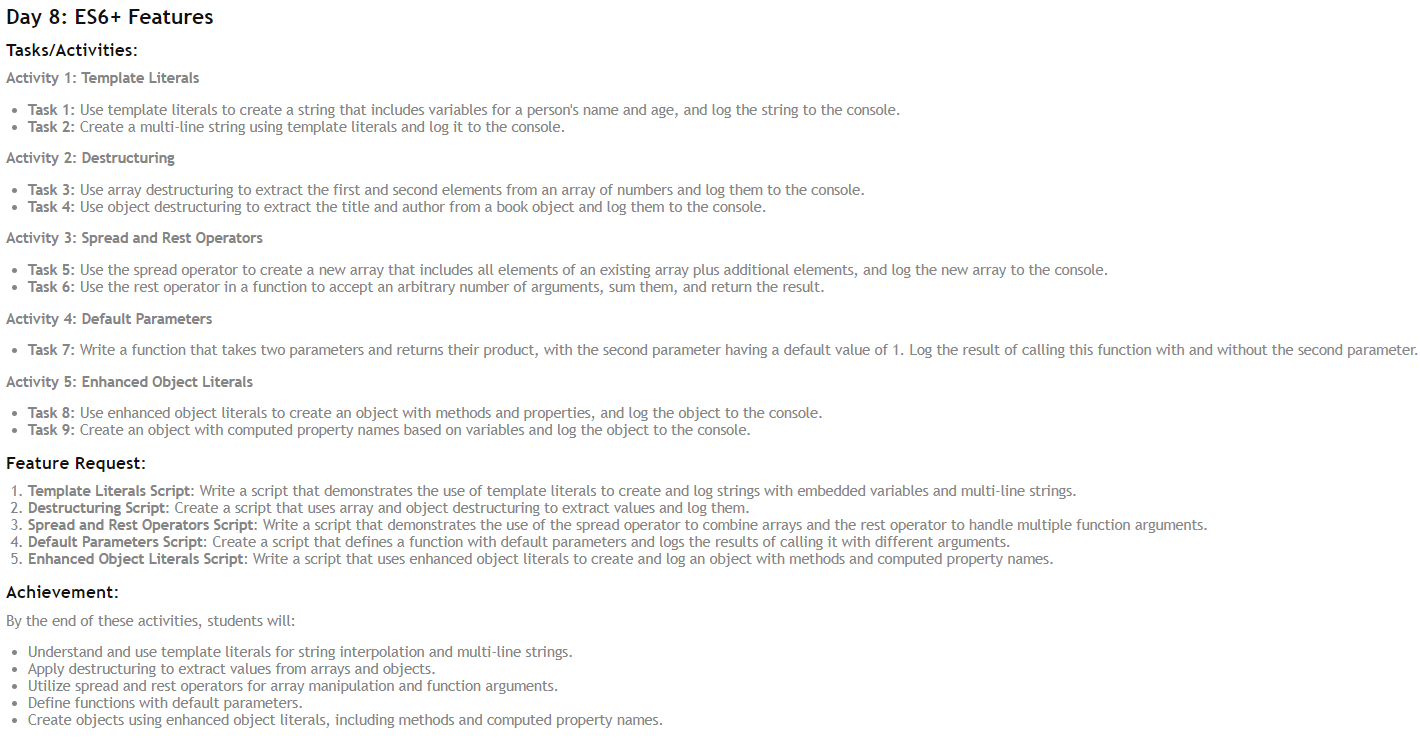 Day 8: ES6+ Features
Tasks/Activities:
Activity 1: Template Literals
• Task 1: Use template literals to create a string that includes variables for a person's name and age, and log the string to the console.
• Task 2: Create a multi-line string using template literals and log it to the console.
Activity 2: Destructuring
• Task 3: Use array destructuring to extract the first and second elements from an array of numbers and log them to the console.
• Task 4: Use object destructuring to extract the title and author from a book object and log them to the console.
Activity 3: Spread and Rest Operators
• Task 5: Use the spread operator to create a new array that includes all elements of an existing array plus additional elements, and log the new array to the console.
• Task 6: Use the rest operator in a function to accept an arbitrary number of arguments, sum them, and return the result.
Activity 4: Default Parameters
• Task 7: Write a function that takes two parameters and returns their product, with the second parameter having a default value of 1. Log the result of calling this function with and without the second parameter.
Activity 5: Enhanced Object Literals
• Task 8: Use enhanced object literals to create an object with methods and properties, and log the object to the console.
• Task 9: Create an object with computed property names based on variables and log the object to the console.
Feature Request:
1. Template Literals Script: Write a script that demonstrates the use of template literals to create and log strings with embedded variables and multi-line strings.
2. Destructuring Script: Create a script that uses array and object destructuring to extract values and log them.
3. Spread and Rest Operators Script: Write a script that demonstrates the use of the spread operator to combine arrays and the rest operator to handle multiple function arguments.
4. Default Parameters Script: Create a script that defines a function with default parameters and logs the results of calling it with different arguments.
5. Enhanced Object Literals Script: Write a script that uses enhanced object literals to create and log an object with methods and computed property names.
Achievement:
By the end of these activities, students will:
• Understand and use template literals for string interpolation and multi-line strings.
• Apply destructuring to extract values from arrays and objects.
• Utilize spread and rest operators for array manipulation and function arguments.
• Define functions with default parameters.
• Create objects using enhanced object literals, including methods and computed property names.